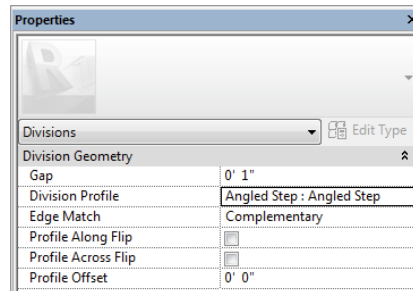 Properties
Divisions Edit Type
Division Geometry
Gap 0' 1"
Division Profile Angled Step : Angled Step
Edge Match Complementary
Profile Along Flip
Profile Across Flip
Profile Offset 0' 0"